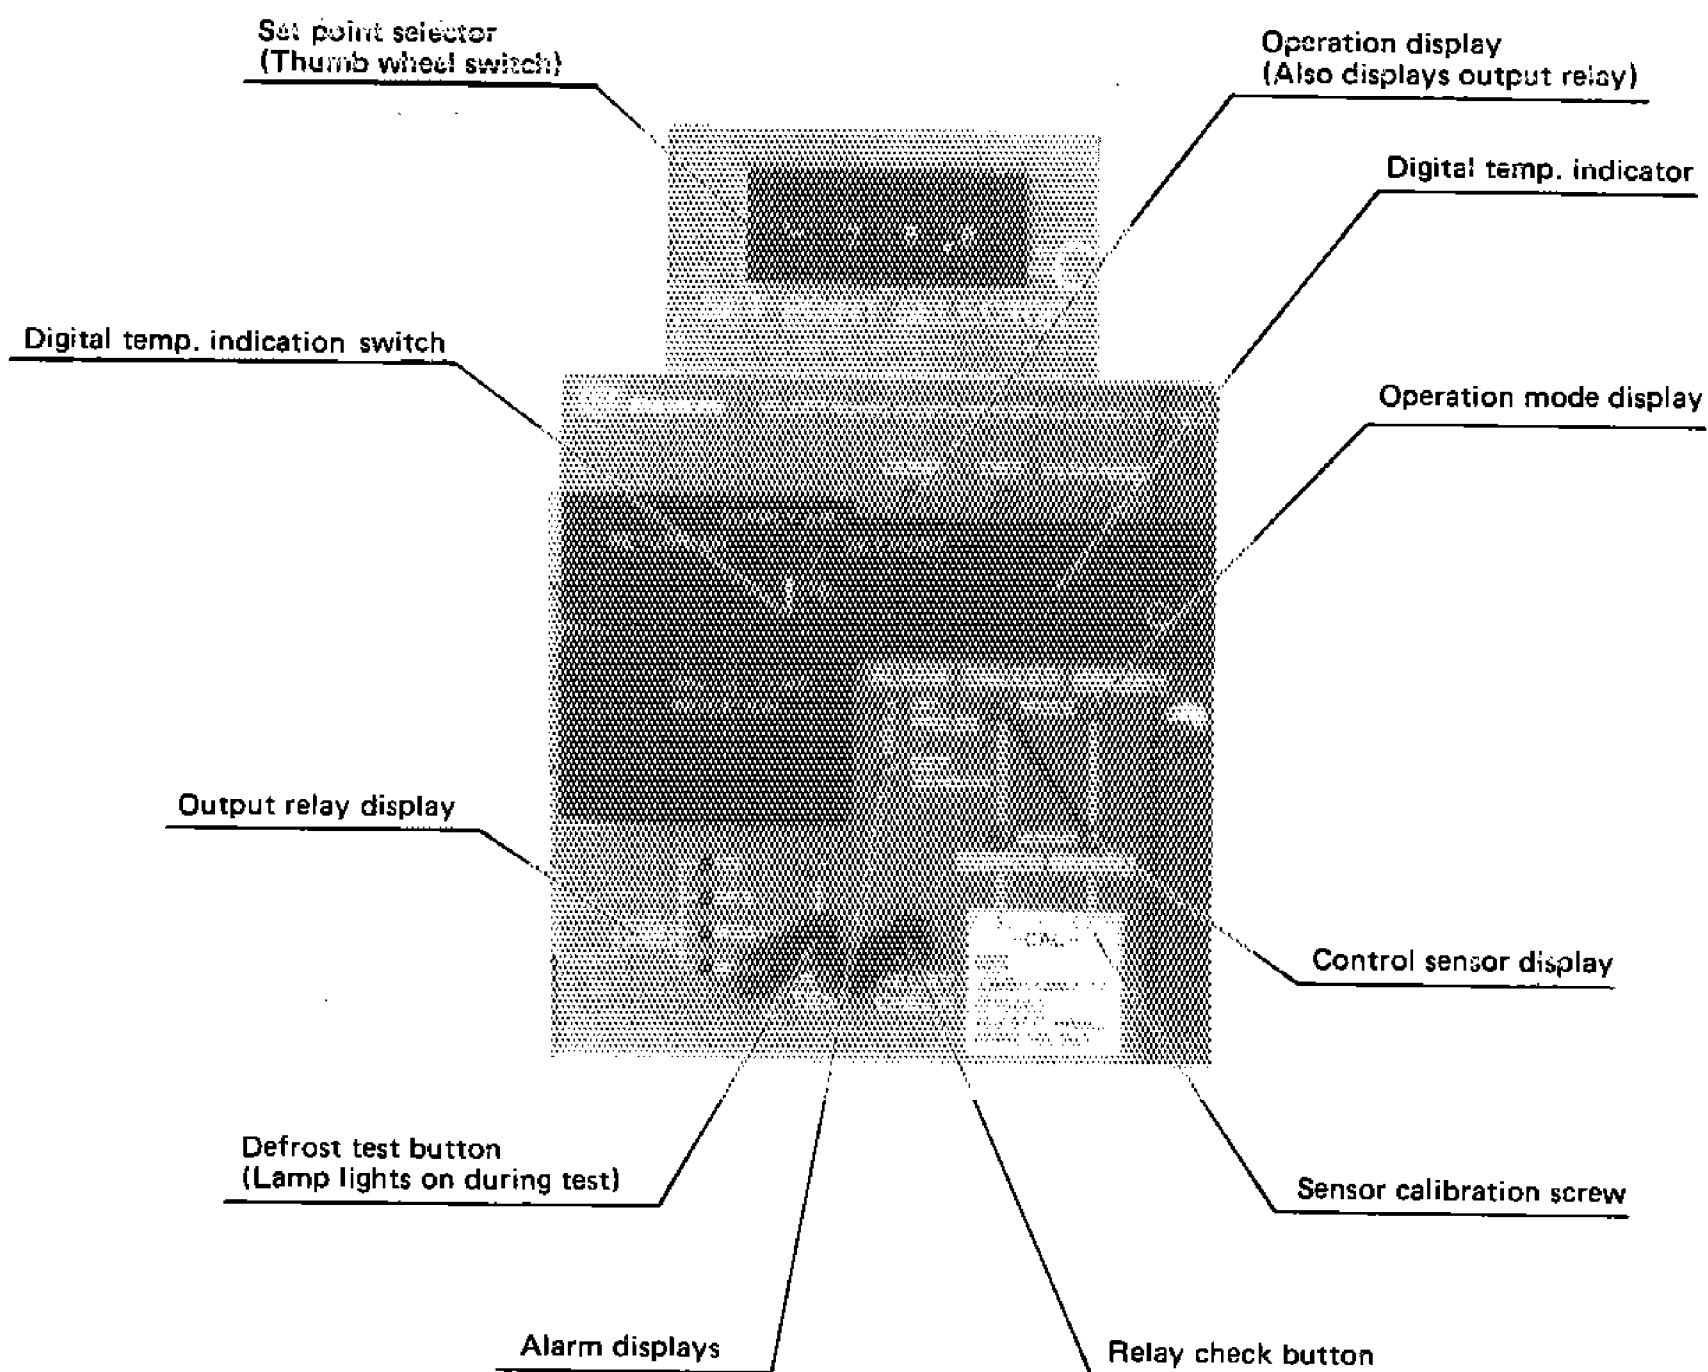 Set point selector
(Thumb wheel switch)
Operation display
(Also displays output relay)
Digital temp. indicator
Digital temp. indication switch
Operation mode display
Output relay display
Control sensor display
Defrost test button
(Lamp lights on during test)
Sensor calibration screw
Alarm displays
Relay check button